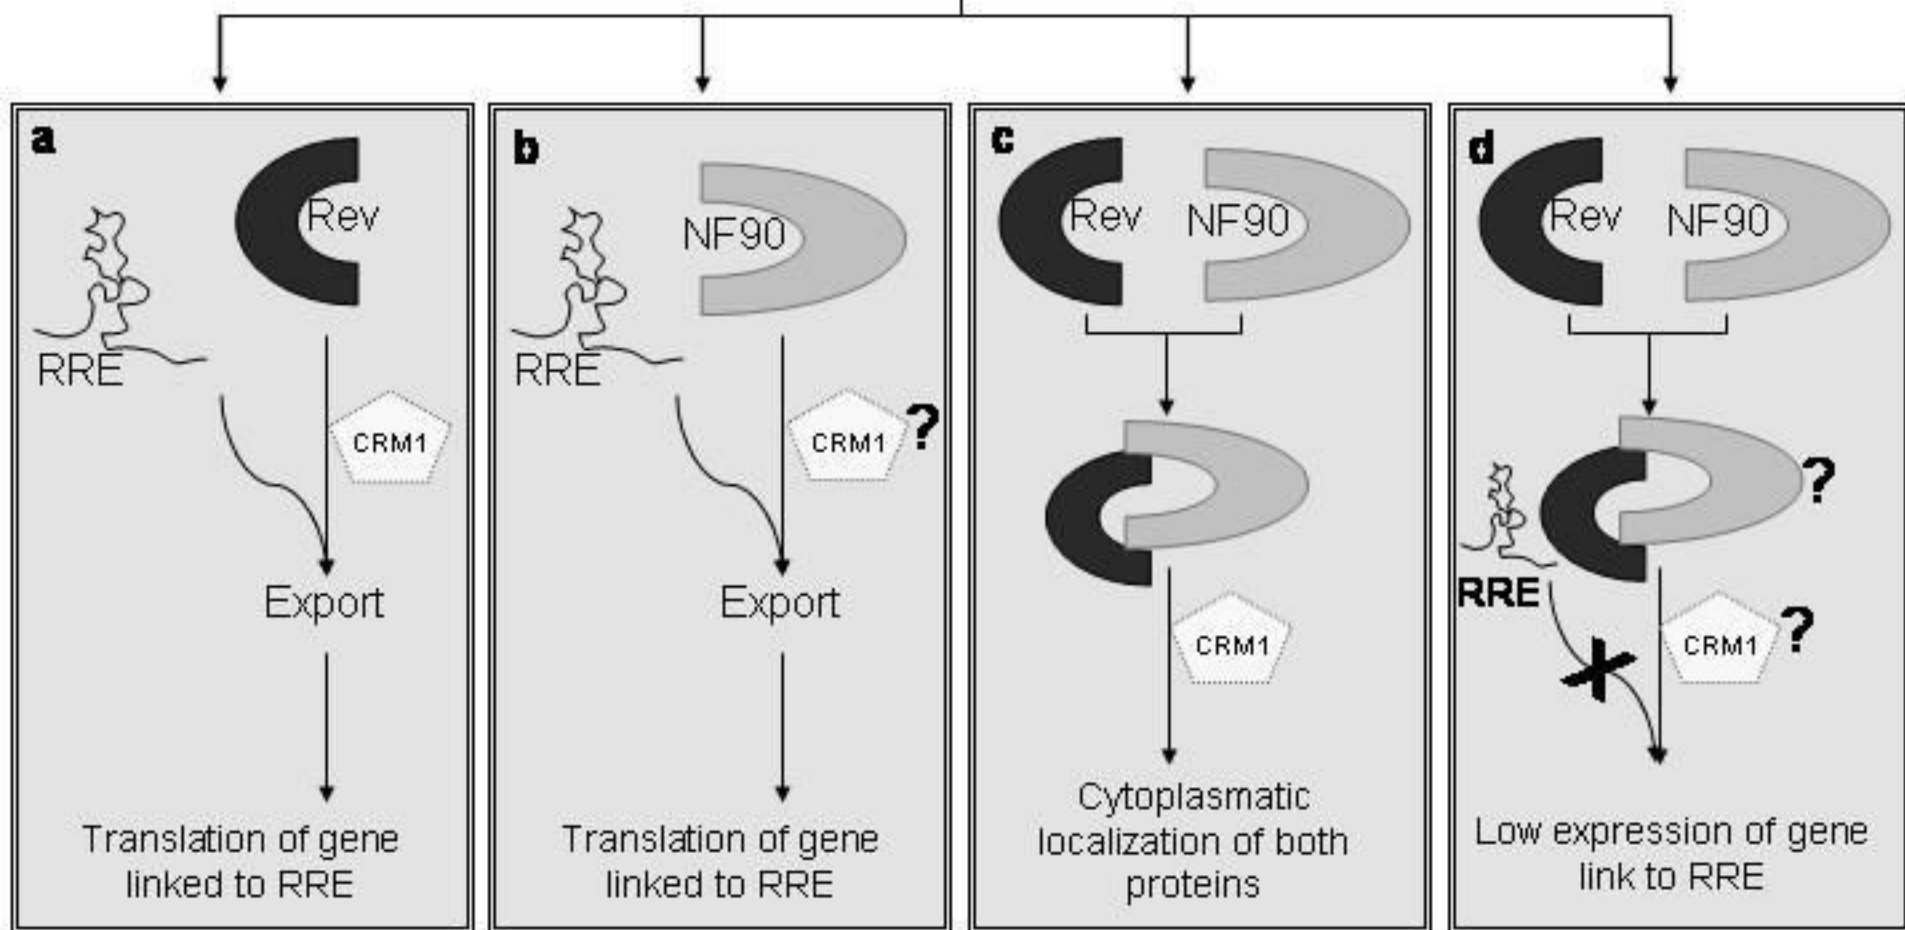 a
Rev
RRE
CRM1
Export
Translation of gene
linked to RRE
b
NF90
RRE
CRM1 ?
Export
Translation of gene
linked to RRE
c
Rev NF90
CRM1
Cytoplasmatic
localization of both
proteins
d
Rev NF90
?
RRE
CRM1 ?
Low expression of gene
link to RRE